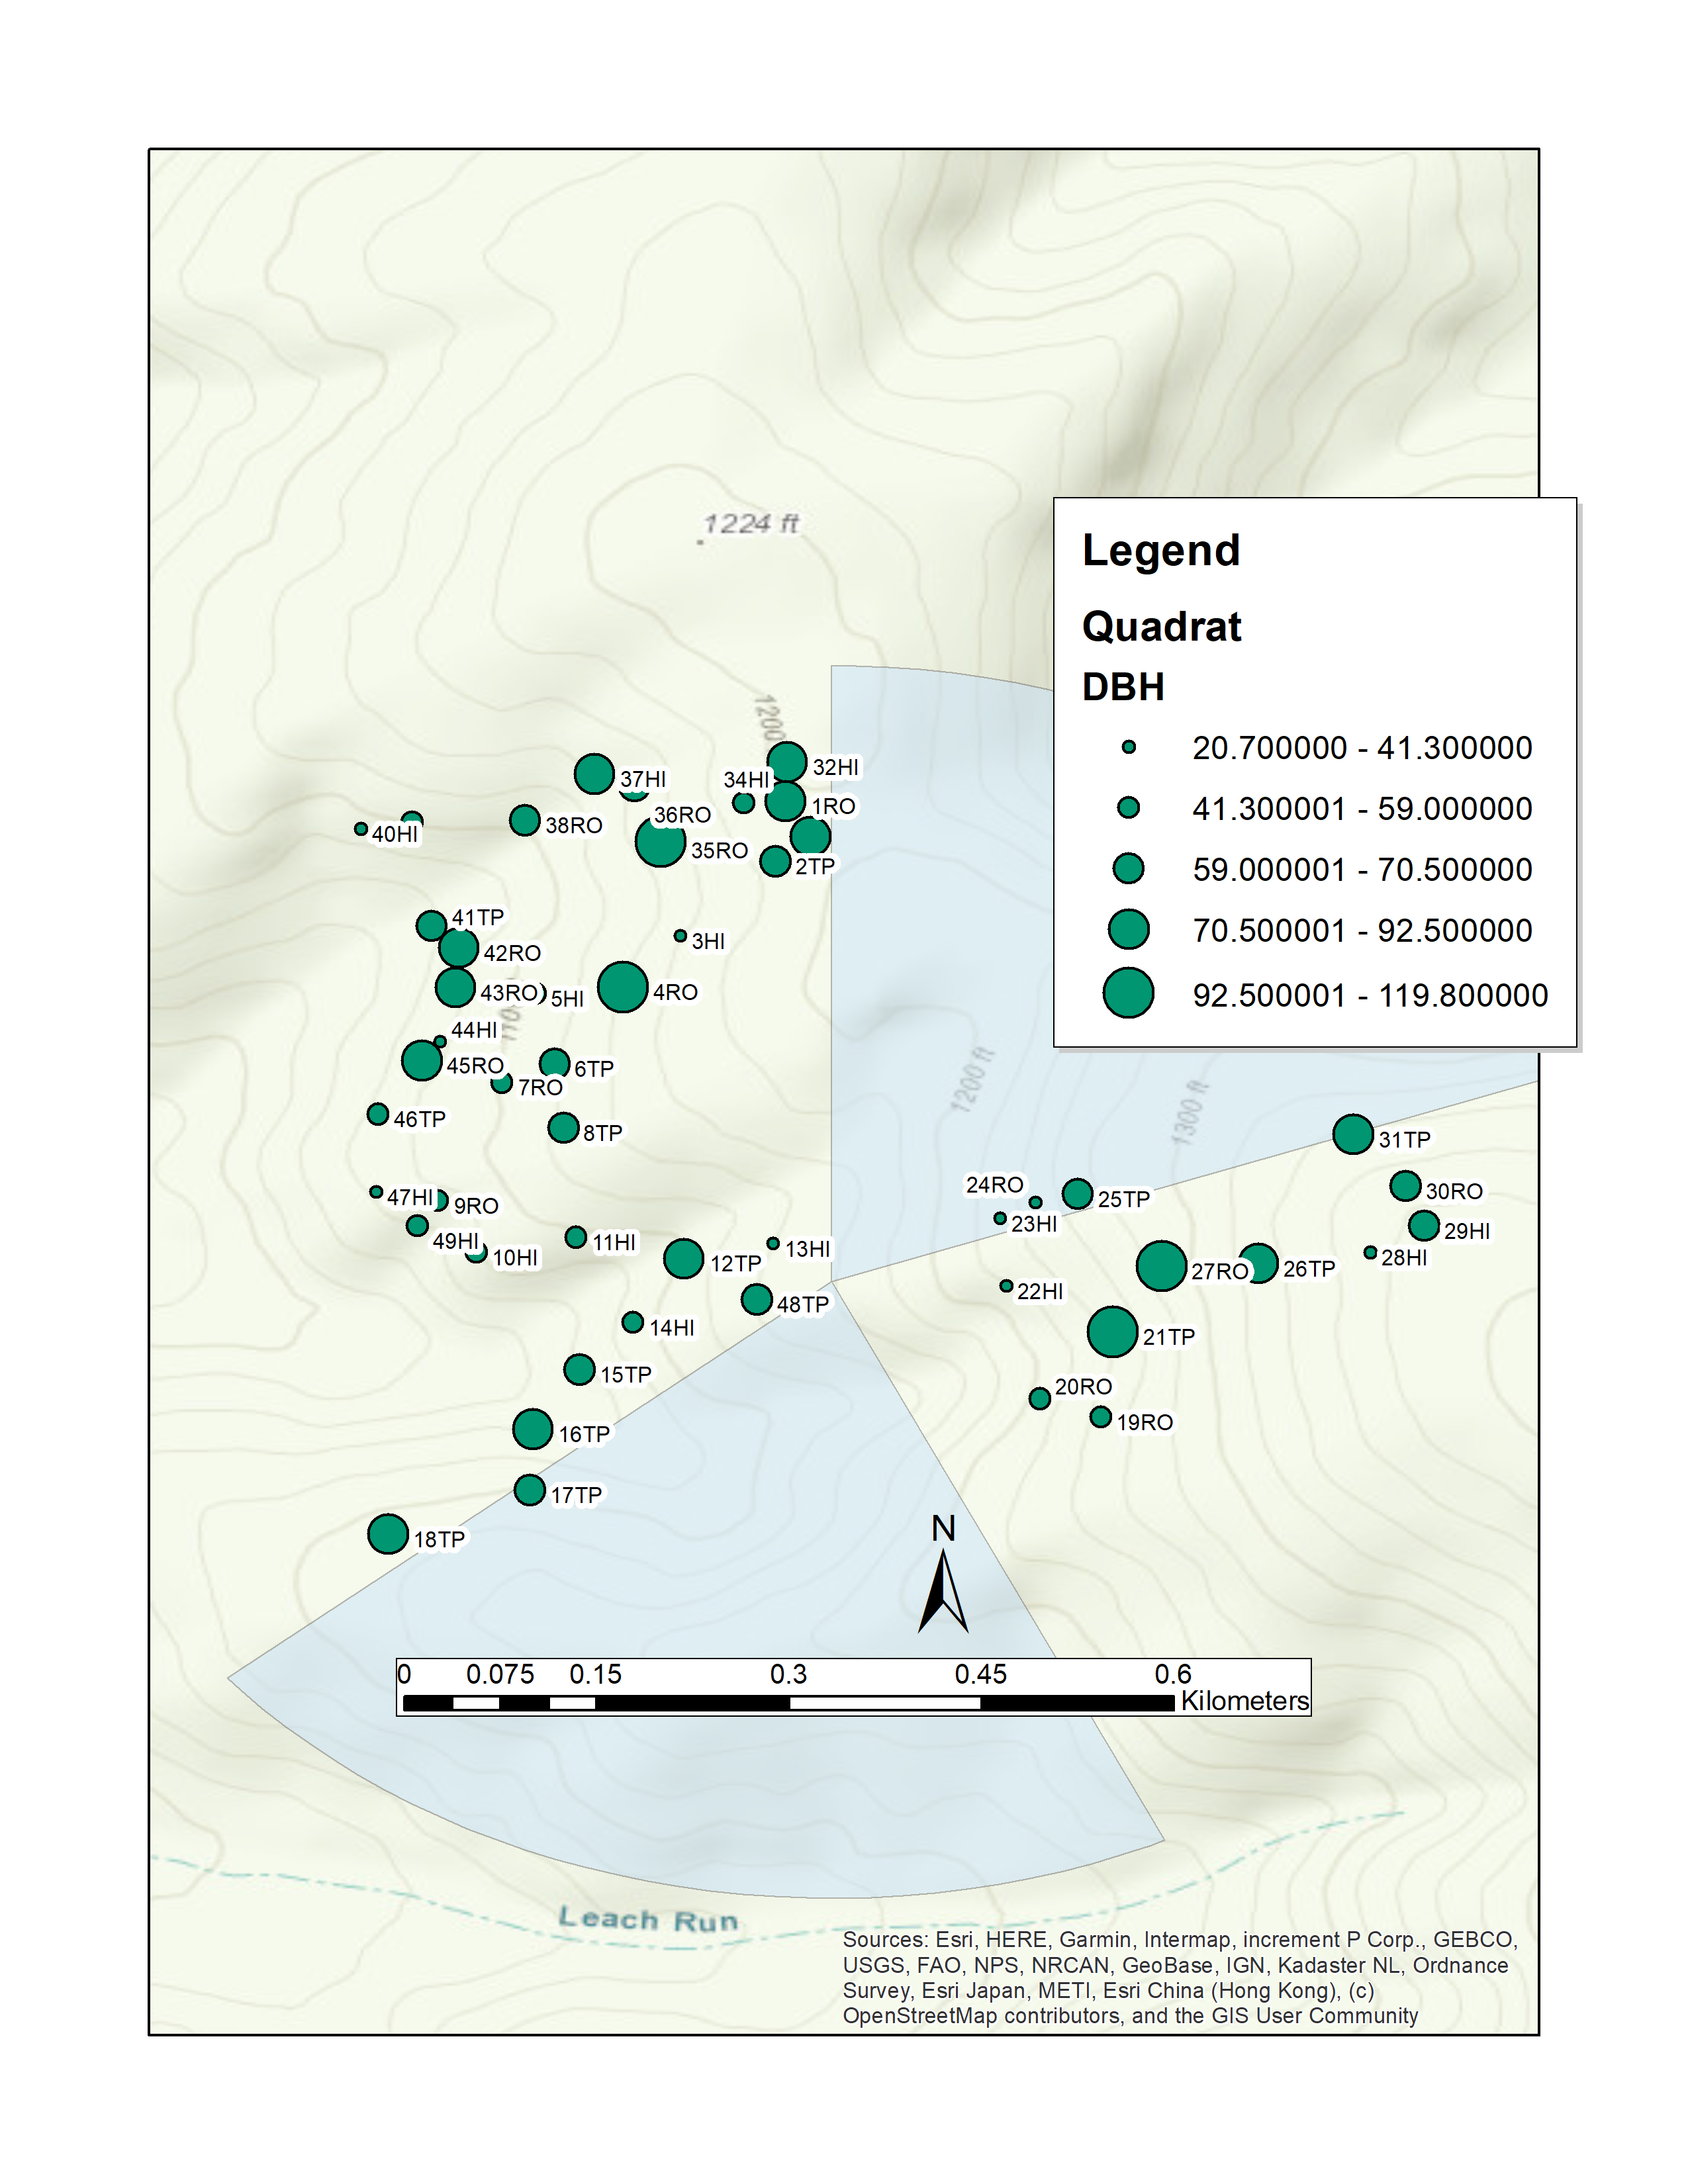 1224 ft
Legend
Quadrat
DBH
20.700000 - 41.300000
41.300001 - 59.000000
59.000001 - 70.500000
70.500001 - 92.500000
92.500001 - 119.800000
1200
37HI
34HI
32HI
36RO
1RO
40HI
38RO
35RO
2TP
41TP
42RO
3HI
43RO
5HI
4RO
110
44HI
45RO
6TP
7RO
46TP
8TP
1200 ft
1300 ft
31TP
47HI
9RO
24RO
25TP
30RO
49HI
23HI
29HI
10HI
11HI
12TP
13HI
27RO
26TP
28HI
48TP
22HI
14HI
21TP
15TP
20RO
16TP
19RO
17TP
18TP
N
0 0.075 0.15 0.3 0.45 0.6
Kilometers
Leach Run
Sources: Esri, HERE, Garmin, Intermap, increment P Corp., GEBCO,
USGS, FAO, NPS, NRCAN, GeoBase, IGN, Kadaster NL, Ordnance
Survey, Esri Japan, METI, Esri China (Hong Kong), (c)
OpenStreetMap contributors, and the GIS User Community